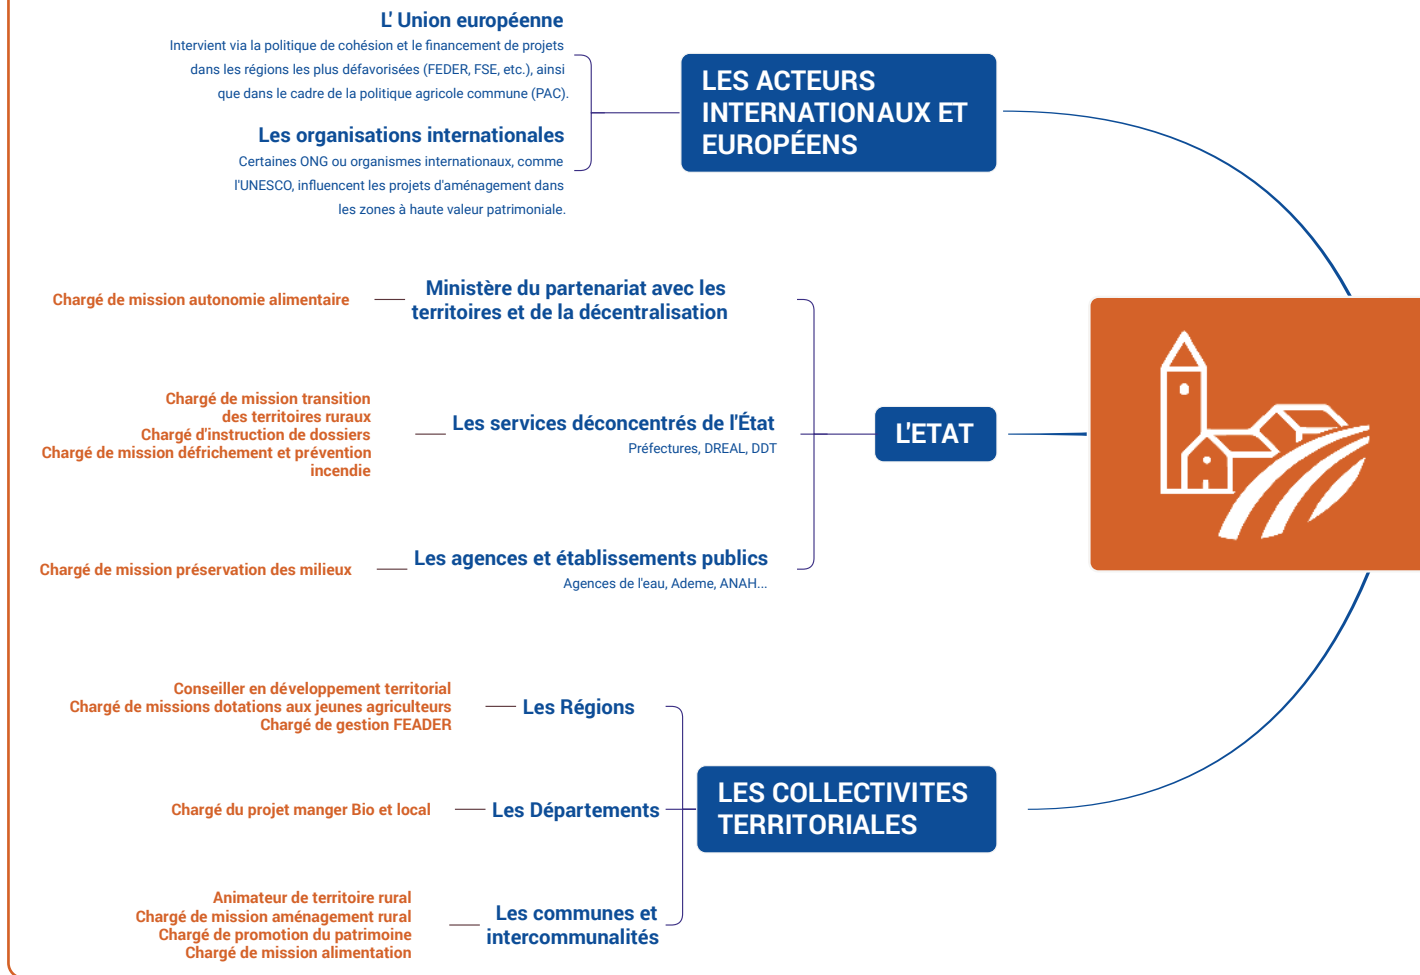 L' Union européenne
Intervient via la politique de cohésion et le financement de projets
dans les régions les plus défavorisées (FEDER, FSE, etc.), ainsi
que dans le cadre de la politique agricole commune (PAC).
Les organisations internationales
Certaines ONG ou organismes internationaux, comme
l'UNESCO, influencent les projets d'aménagement dans
les zones à haute valeur patrimoniale.
LES ACTEURS
INTERNATIONAUX ET
EUROPÉENS
Chargé de mission autonomie alimentaire
Ministère du partenariat avec les
territoires et de la décentralisation
Chargé de mission transition
des territoires ruraux
Chargé d'instruction de dossiers
Chargé de mission défrichement et prévention
incendie
Les services déconcentrés de l'État
Préfectures, DREAL, DDT
L'ETAT
Chargé de mission préservation des milieux
Les agences et établissements publics
Agences de l'eau, Ademe, ANAH...
Conseiller en développement territorial
Chargé de missions dotations aux jeunes agriculteurs
Chargé de gestion FEADER
Les Régions
Chargé du projet manger Bio et local
Les Départements
LES COLLECTIVITES
TERRITORIALES
Animateur de territoire rural
Chargé de mission aménagement rural
Chargé de promotion du patrimoine
Chargé de mission alimentation
Les communes et
intercommunalités